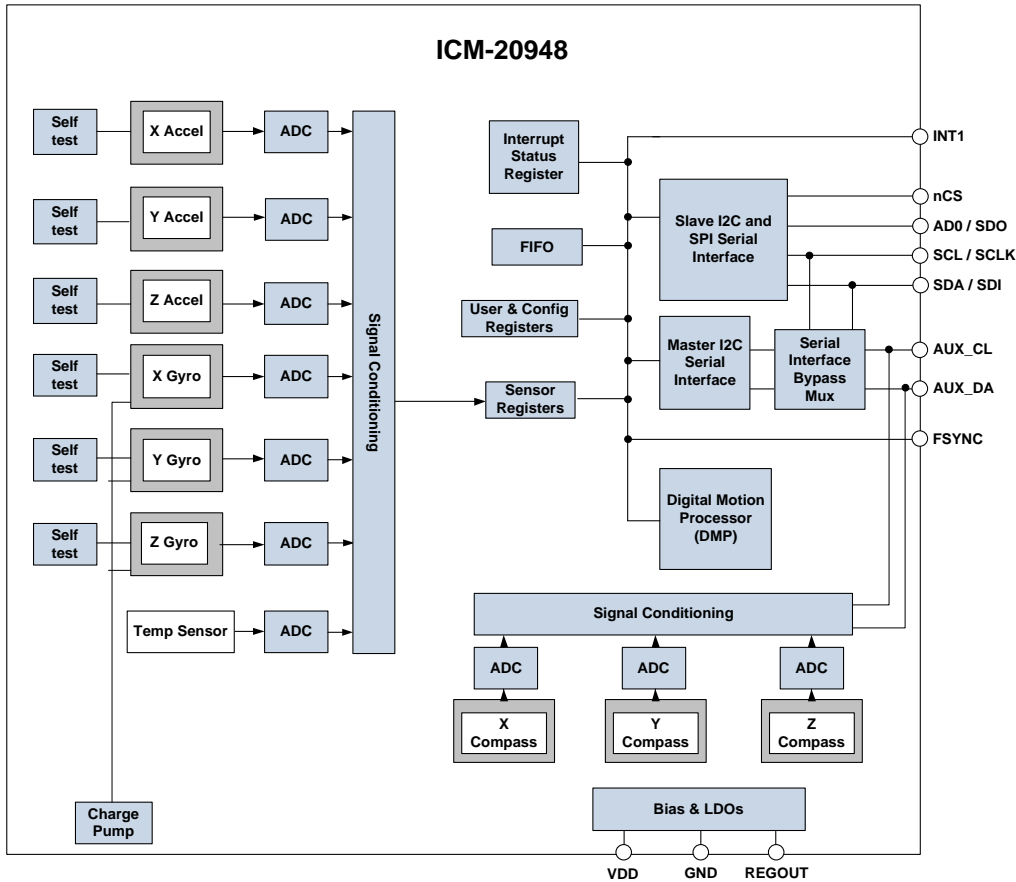 ICM-20948
Self
test
X Accel
ADC
Self
test
Y Accel
ADC
Self
test
Z Accel
ADC
Self
test
X Gyro
ADC
Self
test
Y Gyro
ADC
Self
test
Z Gyro
ADC
Temp Sensor
ADC
Charge
Pump
Signal Conditioning
Interrupt
Status
Register
FIFO
User & Config
Registers
Sensor
Registers
Slave I2C and
SPI Serial
Interface
Master I2C
Serial
Interface
Serial
Interface
Bypass
Mux
Digital Motion
Processor
(DMP)
INT1
nCS
AD0 / SDO
SCL / SCLK
SDA / SDI
AUX_CL
AUX_DA
FSYNC
Signal Conditioning
ADC
ADC
ADC
X
Compass
Y
Compass
Z
Compass
Bias & LDOs
VDD
GND
REGOUT